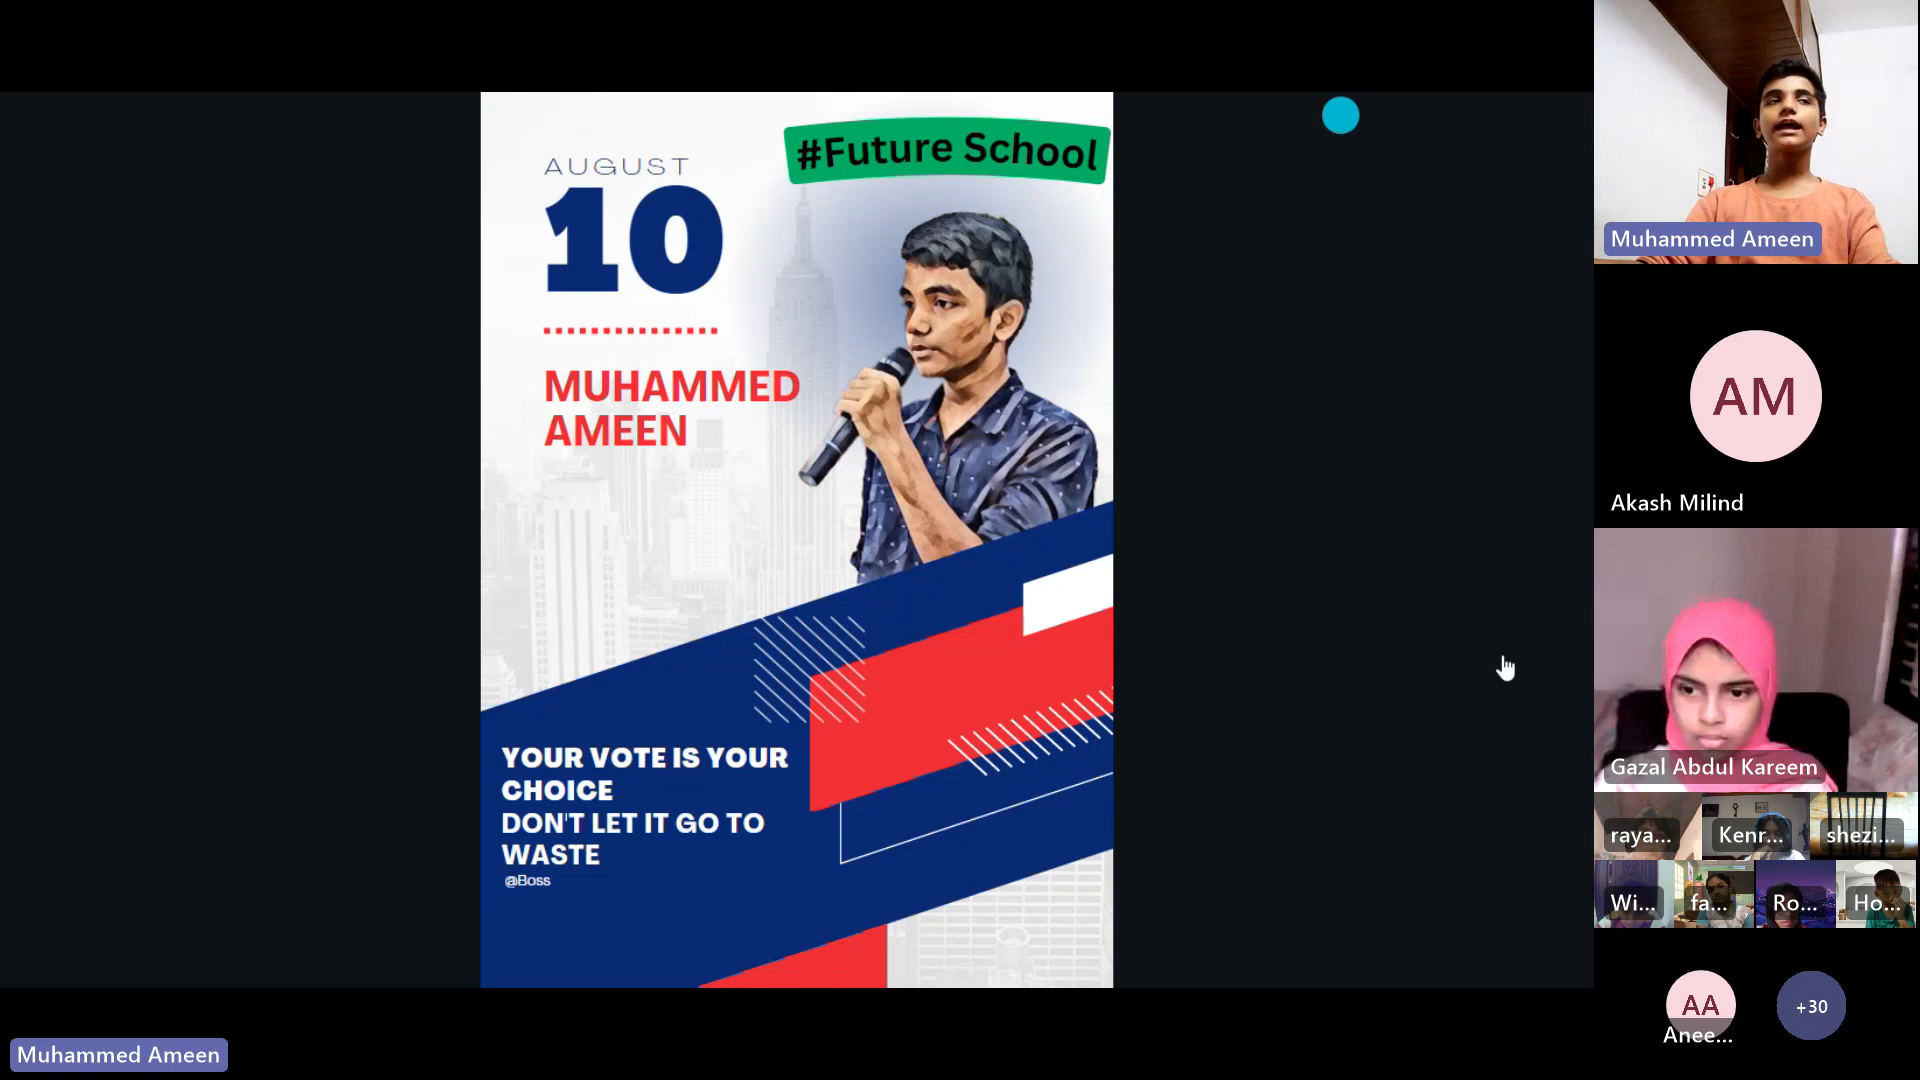 #Future School
AUGUST
10
MUHAMMED
AMEEN
YOUR VOTE IS YOUR
CHOICE
DON'T LET IT GO TO
WASTE
@Boss
Muhammed Ameen
Muhammed Ameen
AM
Akash Milind
Gazal Abdul Kareem
raya...
Kenr...
shezi...
Wi...
fa...
Ro...
Ho...
AA
Anee...
+30